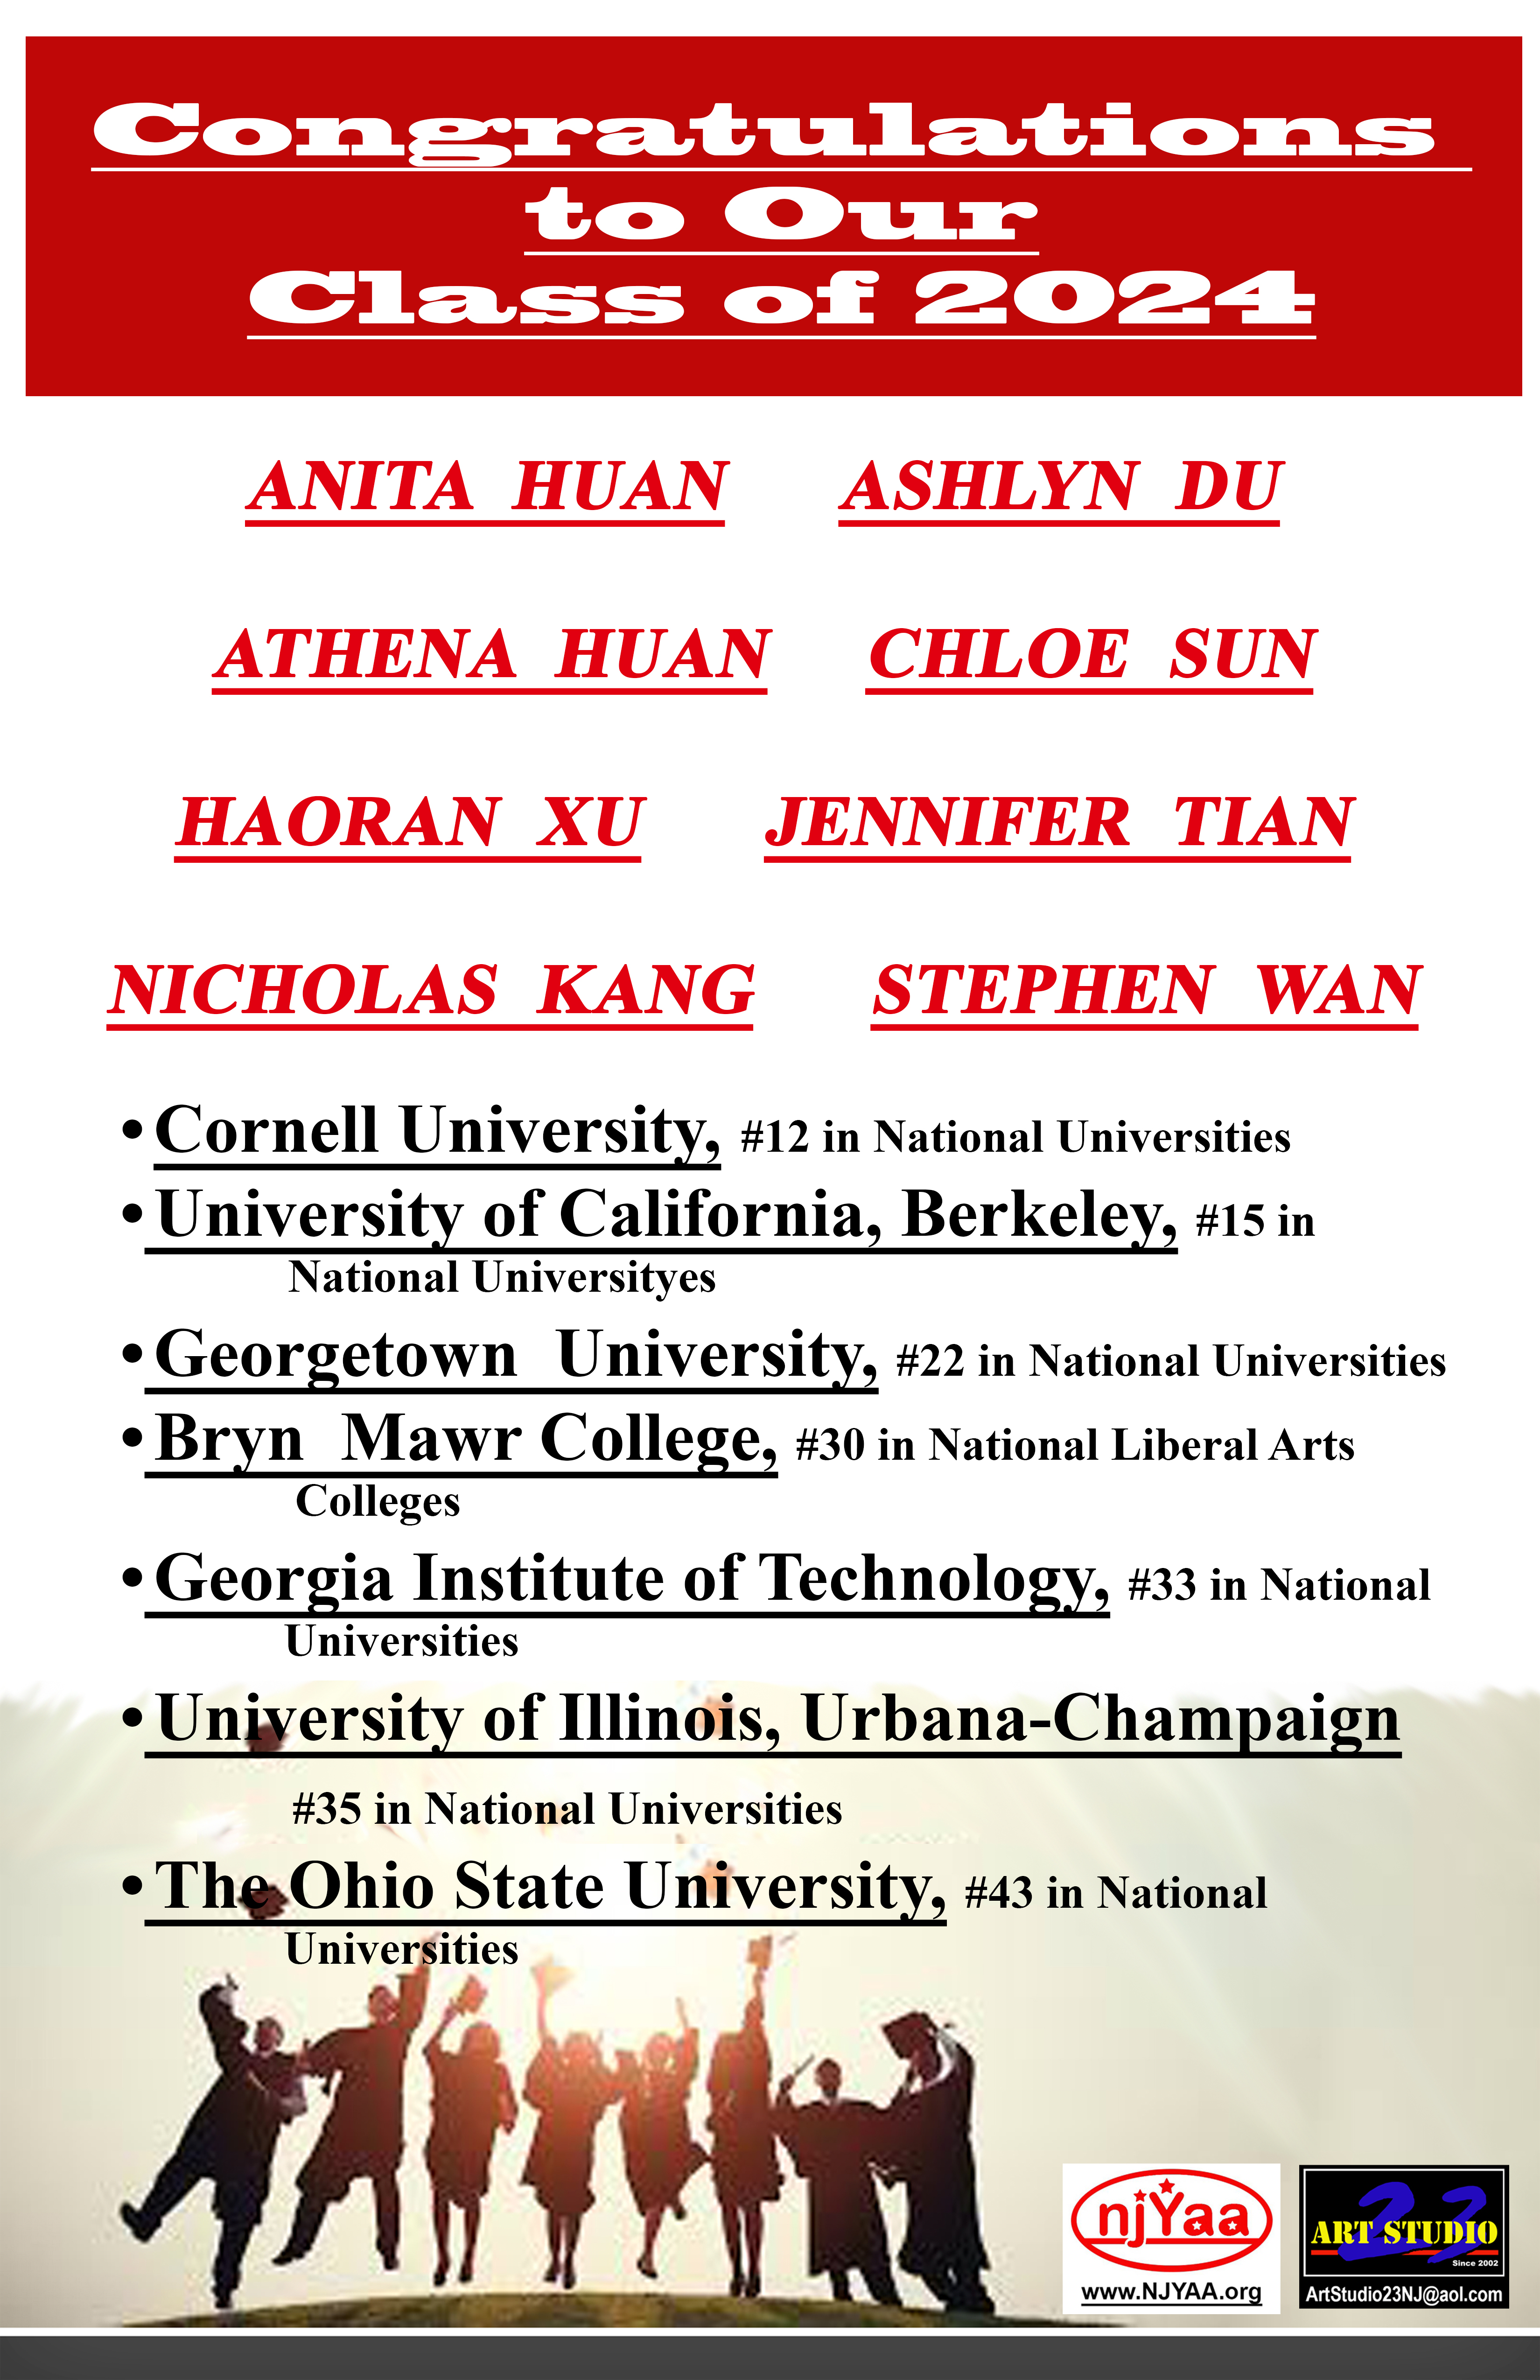 Congratulations
to Our
Class of 2024
ANITA HUAN ASHLYN DU
ATHENA HUAN CHLOE SUN
HAORAN XU JENNIFER TIAN
NICHOLAS KANG STEPHEN WAN
• Cornell University, #12 in National Universities
• University of California, Berkeley, #15 in
National Universityes
• Georgetown University, #22 in National Universities
• Bryn Mawr College, #30 in National Liberal Arts
Colleges
• Georgia Institute of Technology, #33 in National
Universities
• University of Illinois, Urbana-Champaign
#35 in National Universities
• The Ohio State University, #43 in National
Universities
njYaa
www.NJYAA.org
23
ART STUDIO
Since 2002
ArtStudio23NJ@aol.com